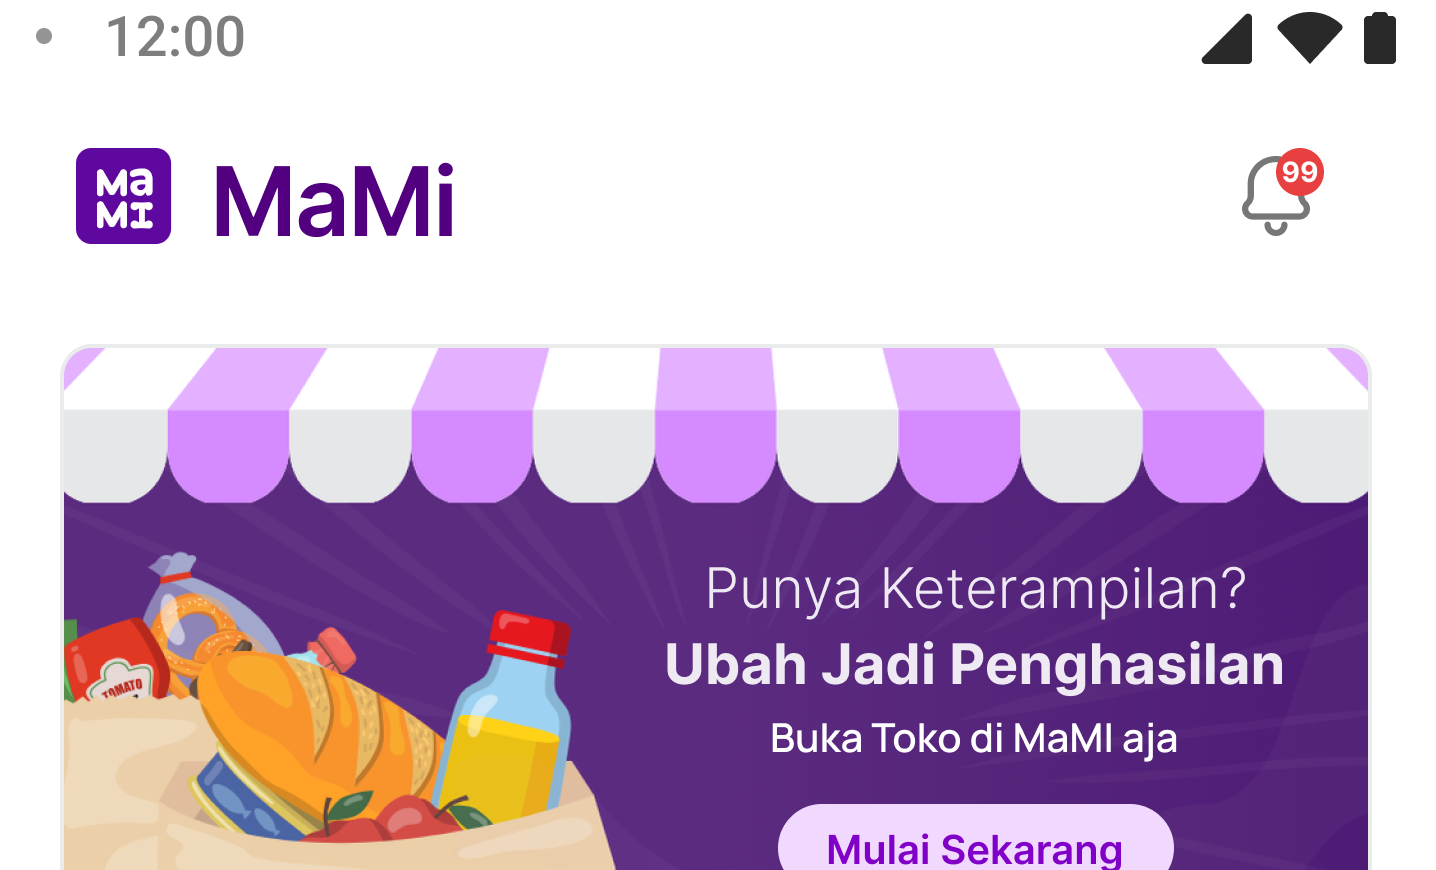 12:00
Ma
MI
MaMi
99
Punya Keterampilan?
Ubah Jadi Penghasilan
Buka Toko di MaMI aja
Mulai Sekarang
TOMATO